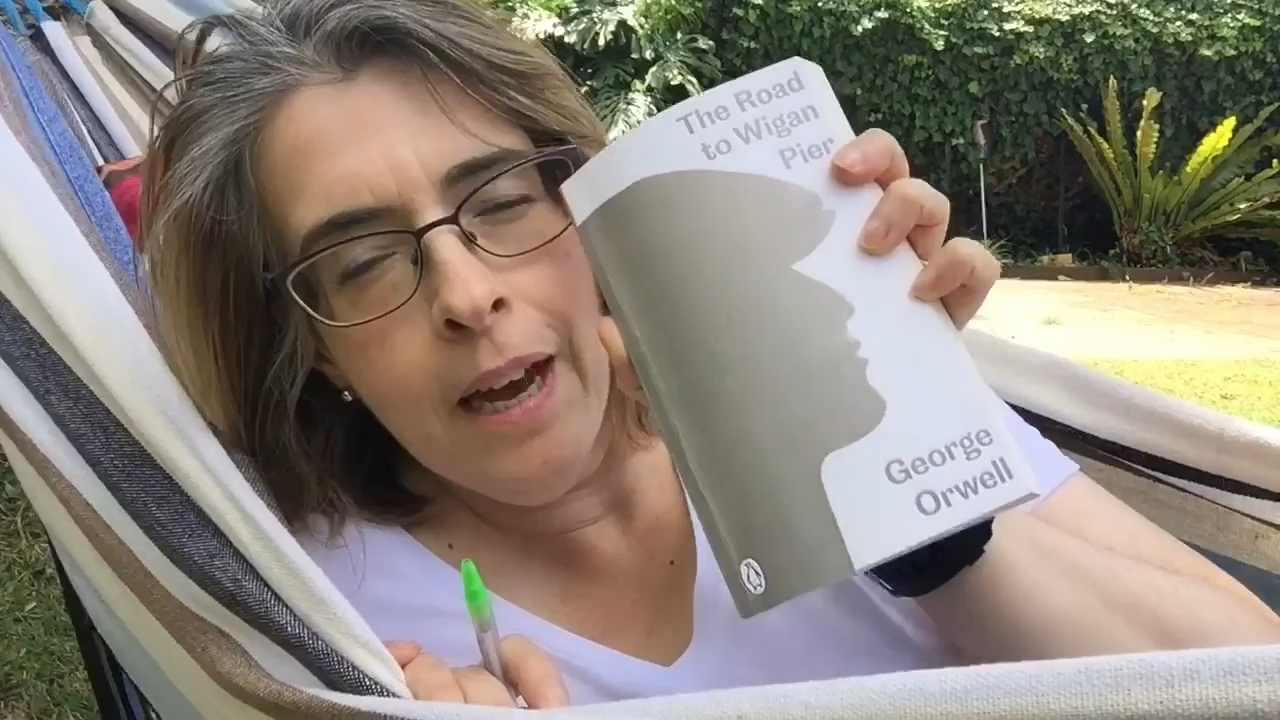 The Road
to Wigan
Pier
George
Orwell